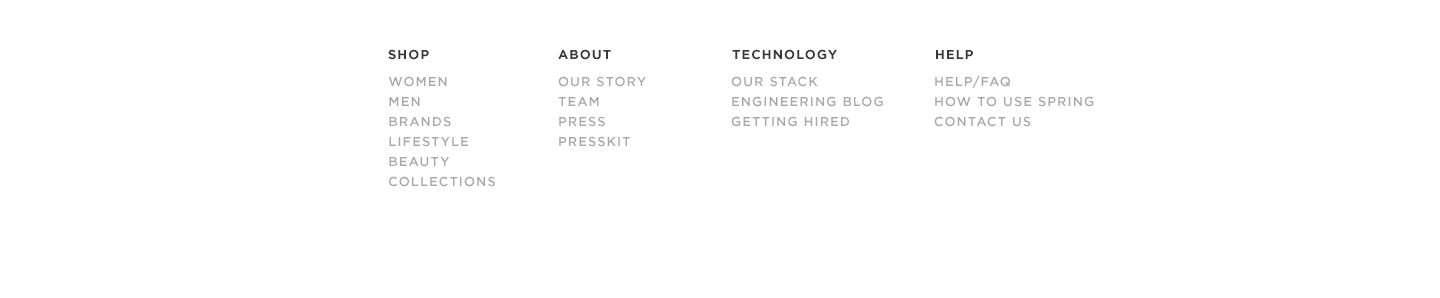 SHOP
WOMEN
MEN
BRANDS
LIFESTYLE
BEAUTY
COLLECTIONS
ABOUT
OUR STORY
TEAM
PRESS
PRESSKIT
TECHNOLOGY
OUR STACK
ENGINEERING BLOG
GETTING HIRED
HELP
HELP/FAQ
HOW TO USE SPRING
CONTACT US